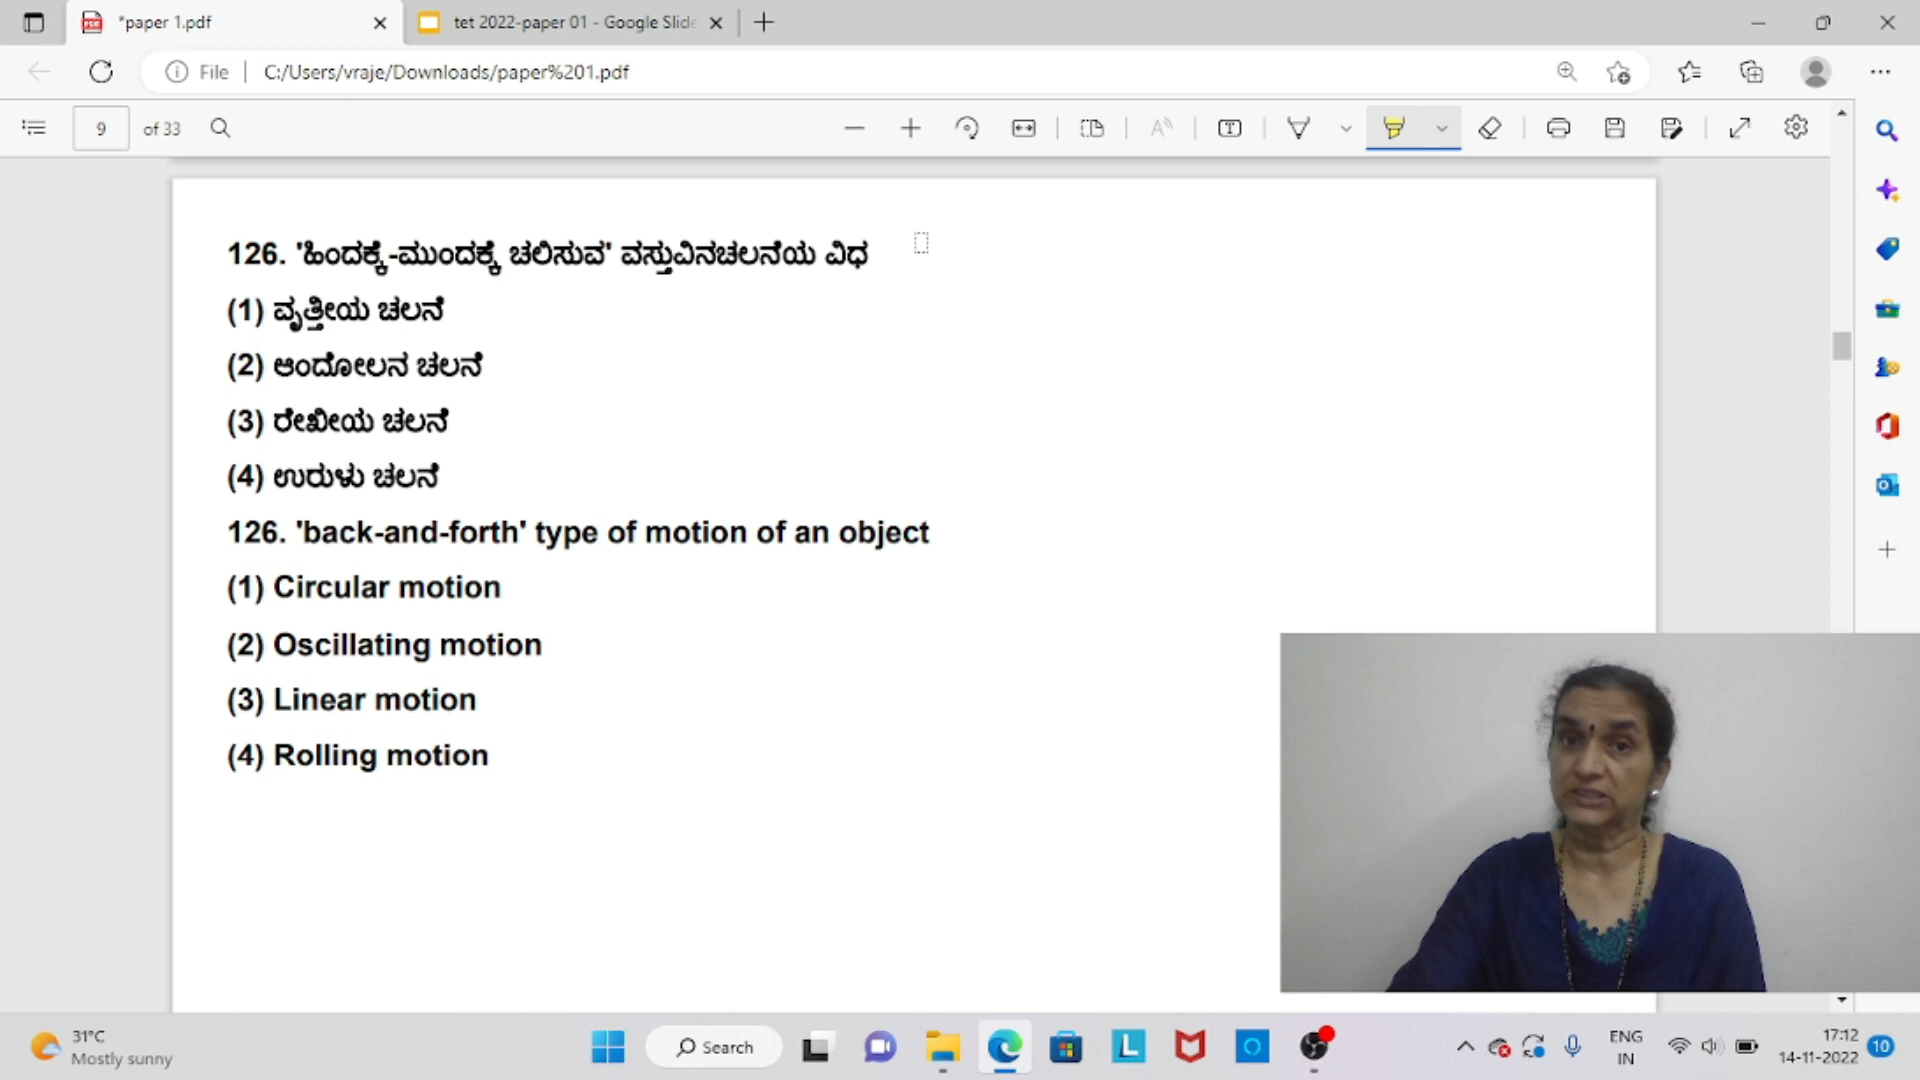 *paper 1.pdf
tet 2022-paper 01 - Google Slide
File
C:/Users/vraje/Downloads/paper%201.pdf
9 of 33
126. 'ಹಿಂದಕ್ಕೆ-ಮುಂದಕ್ಕೆ ಚಲಿಸುವ' ವಸ್ತುವಿನಚಲನೆಯ ವಿಧ
(1) ವೃತ್ತೀಯ ಚಲನೆ
(2) ಆಂದೋಲನ ಚಲನೆ
(3) ರೇಖೀಯ ಚಲನೆ
(4) ಉರುಳು ಚಲನೆ
126. 'back-and-forth' type of motion of an object
(1) Circular motion
(2) Oscillating motion
(3) Linear motion
(4) Rolling motion
31°C
Mostly sunny
Search
ENG
IN
17:12
14-11-2022
10